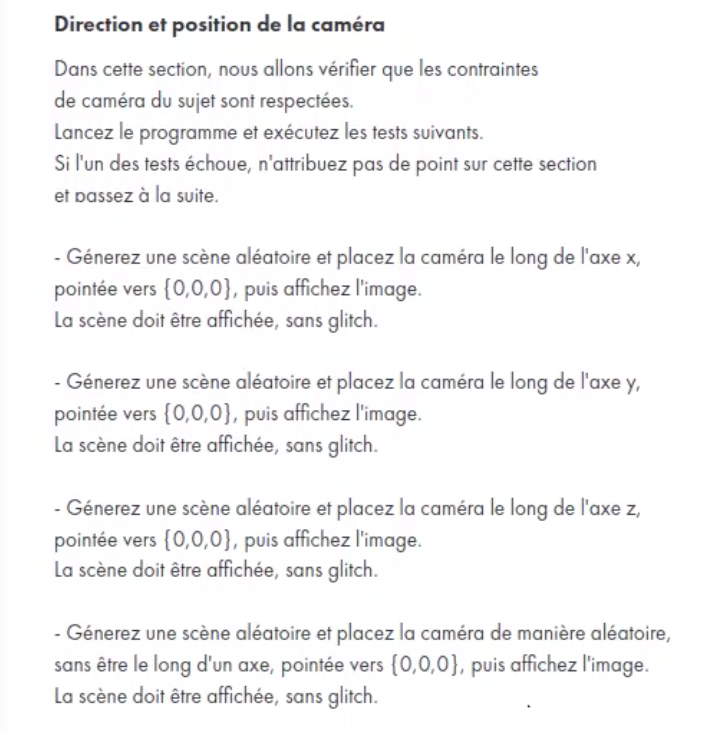 Direction et position de la caméra
Dans cette section, nous allons vérifier que les contraintes
de caméra du sujet sont respectées.
Lancez le programme et exécutez les tests suivants.
Si l'un des tests échoue, n'attribuez pas de point sur cette section
et passez à la suite.
- Génerez une scène aléatoire et placez la caméra le long de l'axe x,
pointée vers {0,0,0}, puis affichez l'image.
La scène doit être affichée, sans glitch.
- Génerez une scène aléatoire et placez la caméra le long de l'axe y,
pointée vers {0,0,0}, puis affichez l'image.
La scène doit être affichée, sans glitch.
- Génerez une scène aléatoire et placez la caméra le long de l'axe z,
pointée vers {0,0,0}, puis affichez l'image.
La scène doit être affichée, sans glitch.
- Génerez une scène aléatoire et placez la caméra de manière aléatoire,
sans être le long d'un axe, pointée vers {0,0,0}, puis affichez l'image.
La scène doit être affichée, sans glitch.